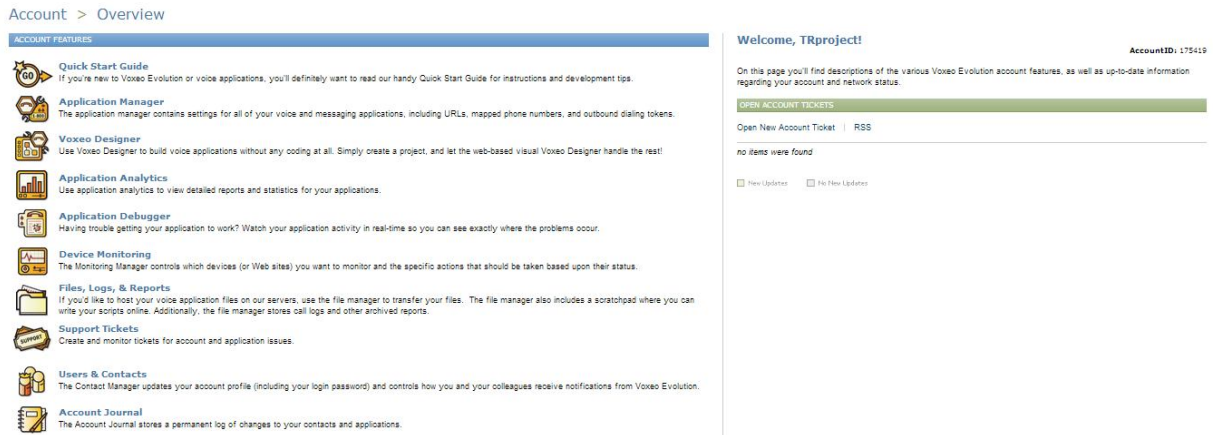 Account > Overview
ACCOUNT FEATURES
GO
Quick Start Guide
If you're new to Voxeo Evolution or voice applications, you'll definitely want to read our handy Quick Start Guide for instructions and development tips.
Application Manager
The application manager contains settings for all of your voice and messaging applications, including URLs, mapped phone numbers, and outbound dialing tokens.
Voxeo Designer
Use Voxeo Designer to build voice applications without any coding at all. Simply create a project, and let the web-based visual Voxeo Designer handle the rest!
Application Analytics
Use application analytics to view detailed reports and statistics for your applications.
Application Debugger
Having trouble getting your application to work? Watch your application activity in real-time so you can see exactly where the problems occur.
Device Monitoring
The Monitoring Manager controls which devices (or Web sites) you want to monitor and the specific actions that should be taken based upon their status.
Files, Logs, & Reports
If you'd like to host your voice application files on our servers, use the file manager to transfer your files. The file manager also includes a scratchpad where you can
write your scripts online. Additionally, the file manager stores call logs and other archived reports.
SUPPORT
Support Tickets
Create and monitor tickets for account and application issues.
Users & Contacts
The Contact Manager updates your account profile (including your login password) and controls how you and your colleagues receive notifications from Voxeo Evolution.
Account Journal
The Account Journal stores a permanent log of changes to your contacts and applications.
Welcome, TRproject!
AccountID: 175419
On this page you'll find descriptions of the various Voxeo Evolution account features, as well as up-to-date information
regarding your account and network status.
OPEN ACCOUNT TICKETS
Open New Account Ticket | RSS
no items were found
New Updates No New Updates